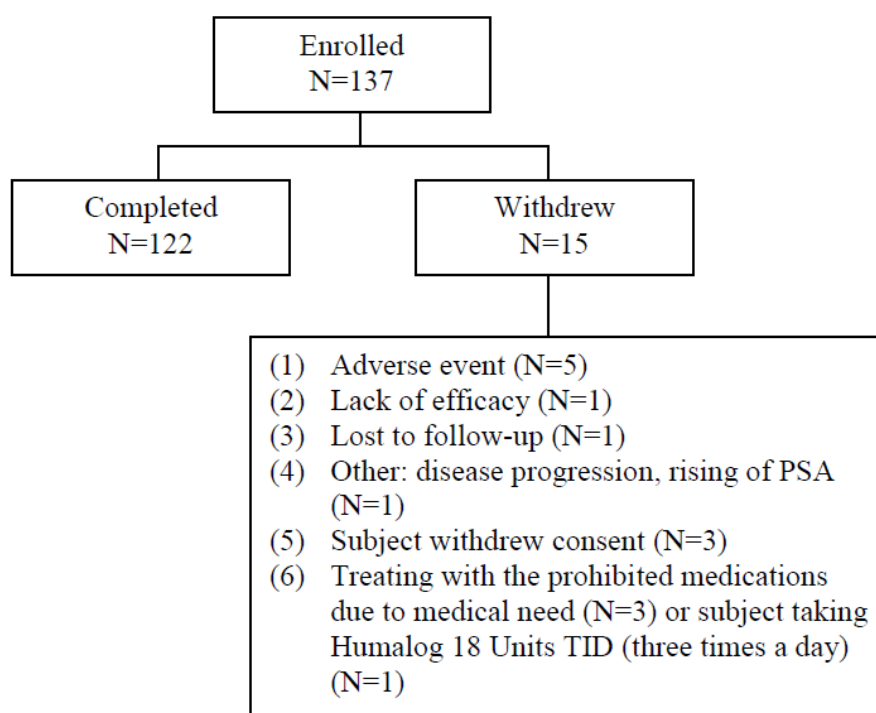 Enrolled
N=137
Completed
N=122
Withdrew
N=15
(1) Adverse event (N=5)
(2) Lack of efficacy (N=1)
(3) Lost to follow-up (N=1)
(4) Other: disease progression, rising of PSA
(N=1)
(5) Subject withdrew consent (N=3)
(6) Treating with the prohibited medications
due to medical need (N=3) or subject taking
Humalog 18 Units TID (three times a day)
(N=1)